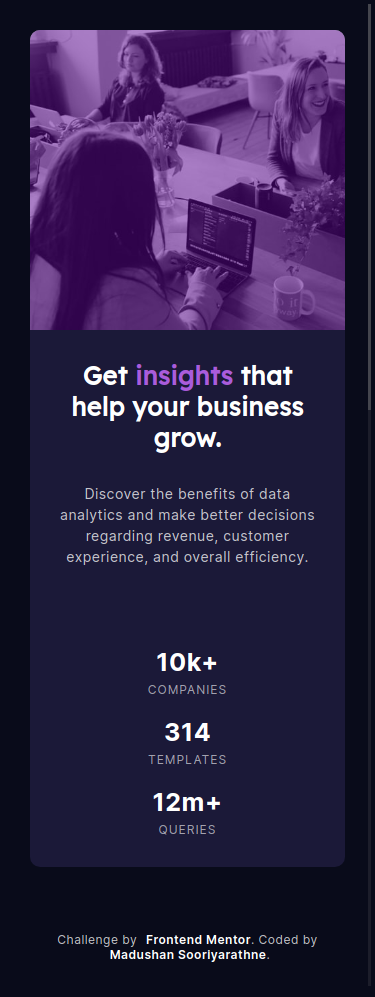 Get insights that
help your business
grow.
Discover the benefits of data
analytics and make better decisions
regarding revenue, customer
experience, and overall efficiency.
10k+
COMPANIES
314
TEMPLATES
12m+
QUERIES
Challenge by Frontend Mentor. Coded by
Madushan Sooriyarathne.